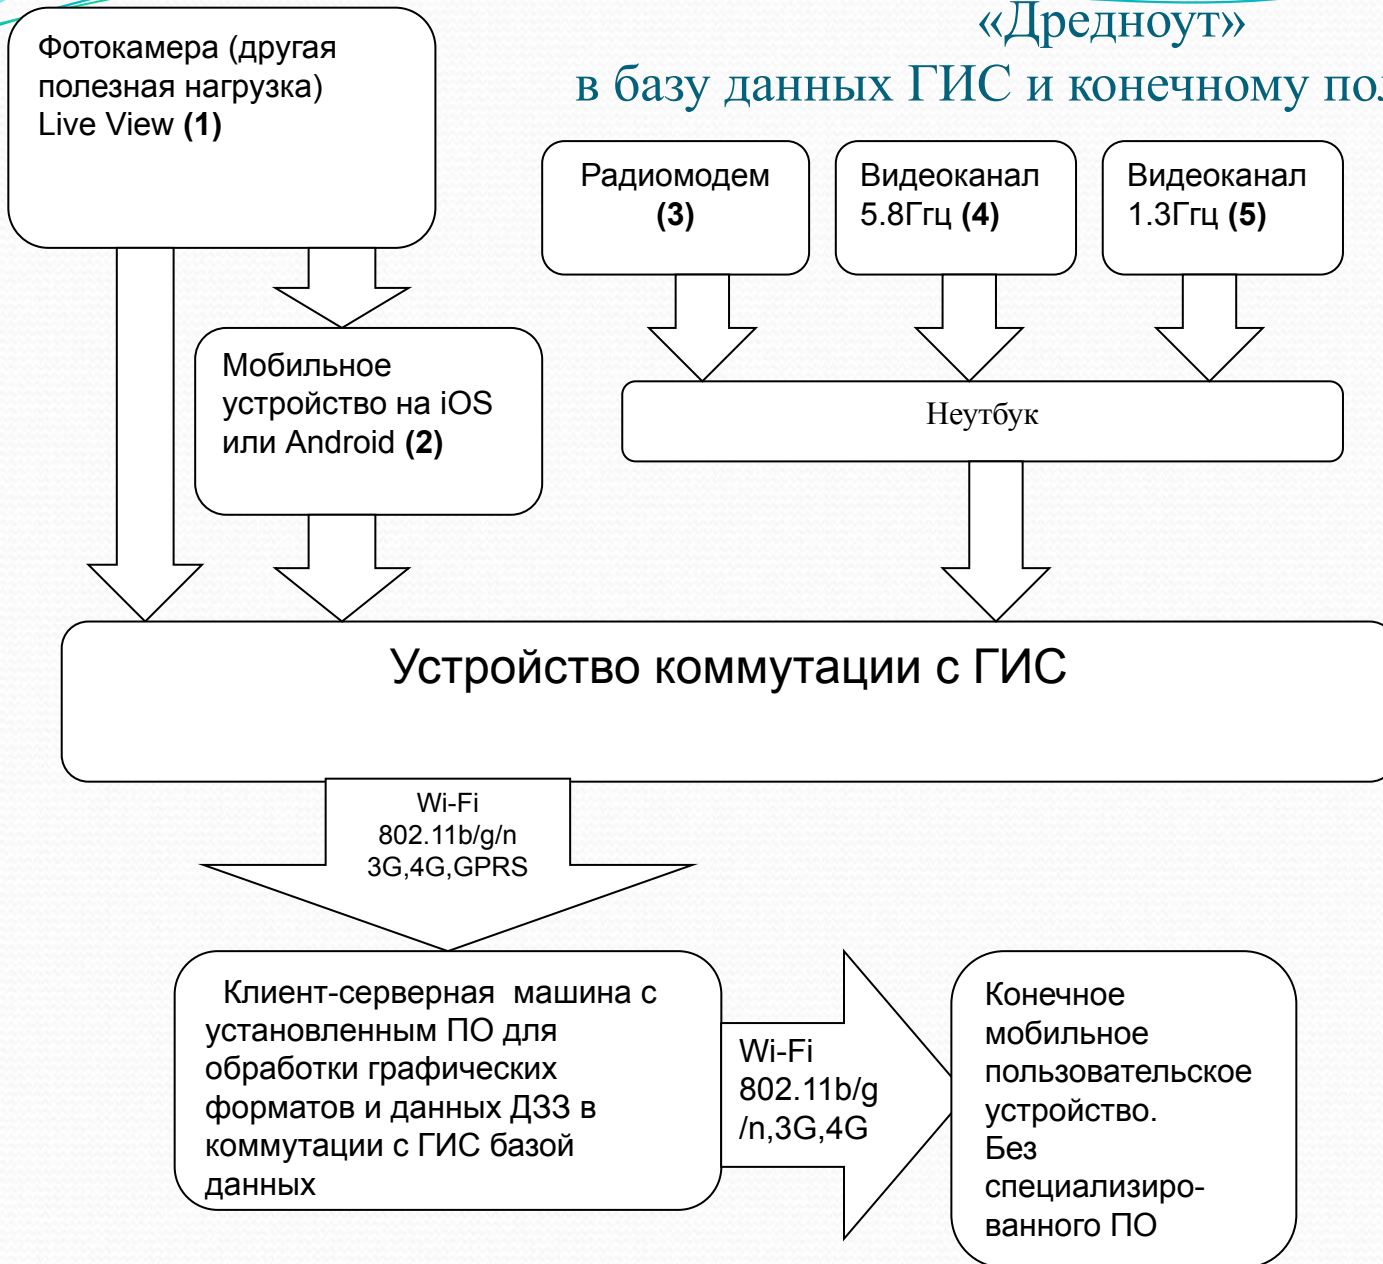 «Дредноут»
в базу данных ГИС и конечному
Фотокамера (другая
полезная нагрузка)
Live View (1)
Радиомодем
(3)
Видеоканал
5.8Ггц (4)
Видеоканал
1.3Ггц (5)
Мобильное
устройство на iOS
или Android (2)
Неутбук
Устройство коммутации с ГИС
Wi-Fi
802.11b/g/n
3G,4G,GPRS
Клиент-серверная машина с
установленным ПО для
обработки графических
форматов и данных ДЗЗ в
коммутации с ГИС базой
данных
Wi-Fi
802.11b/g
/n,3G,4G
Конечное
мобильное
пользовательское
устройство.
Без
специализиро-
ванного ПО